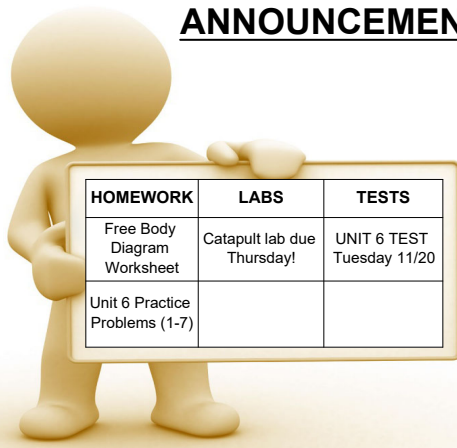 ANNOUNCEMEN
HOMEWORK LABS TESTS
Free Body
Diagram
Worksheet
Catapult lab due
Thursday!
UNIT 6 TEST
Tuesday 11/20
Unit 6 Practice
Problems (1-7)